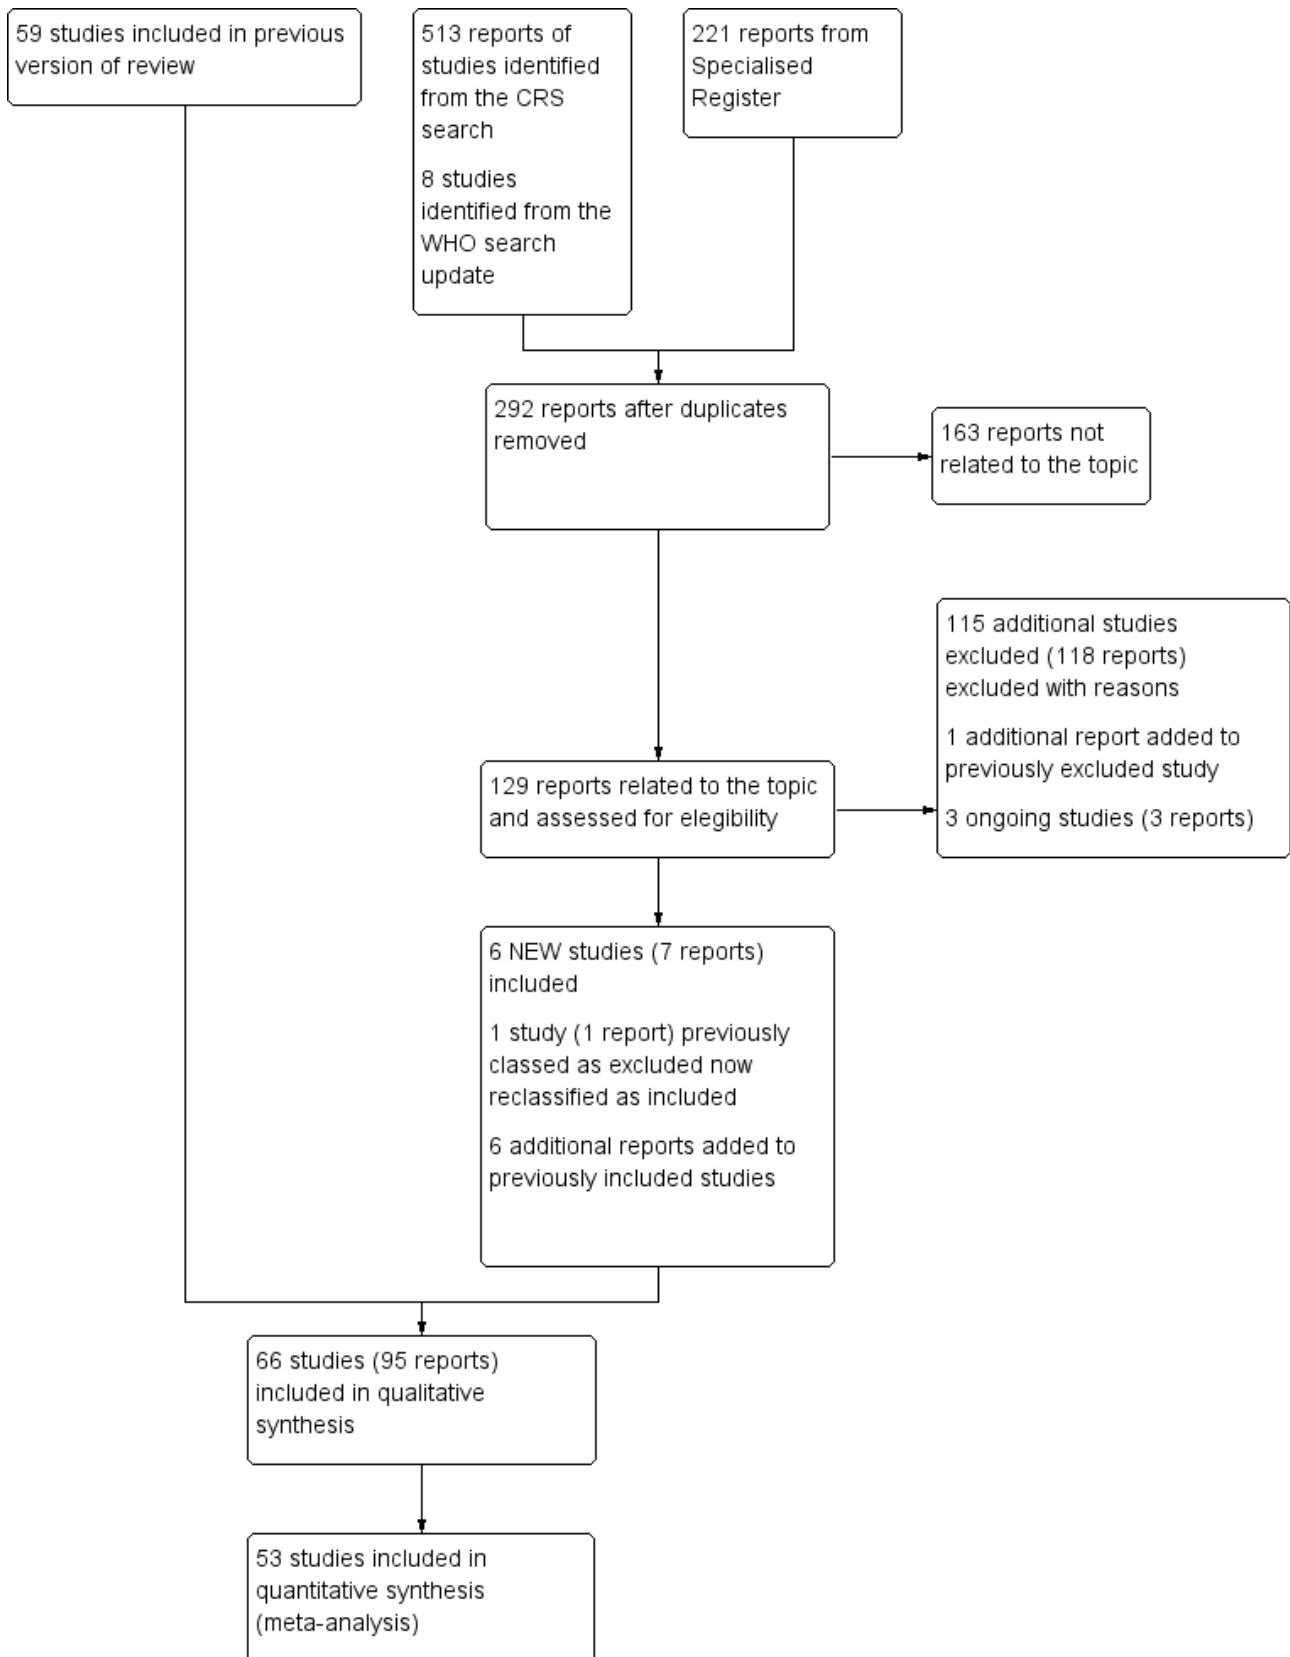 59 studies included in previous
version of review
513 reports of
studies identified
from the CRS
search
8 studies
identified from the
WHO search
update
221 reports from
Specialised
Register
292 reports after duplicates
removed
163 reports not
related to the topic
115 additional studies
excluded (118 reports)
excluded with reasons
1 additional report added to
previously excluded study
3 ongoing studies (3 reports)
129 reports related to the topic
and assessed for elegibility
6 NEW studies (7 reports)
included
1 study (1 report) previously
classed as excluded now
reclassified as included
6 additional reports added to
previously included studies
66 studies (95 reports)
included in qualitative
synthesis
53 studies included in
quantitative synthesis
(meta-analysis)